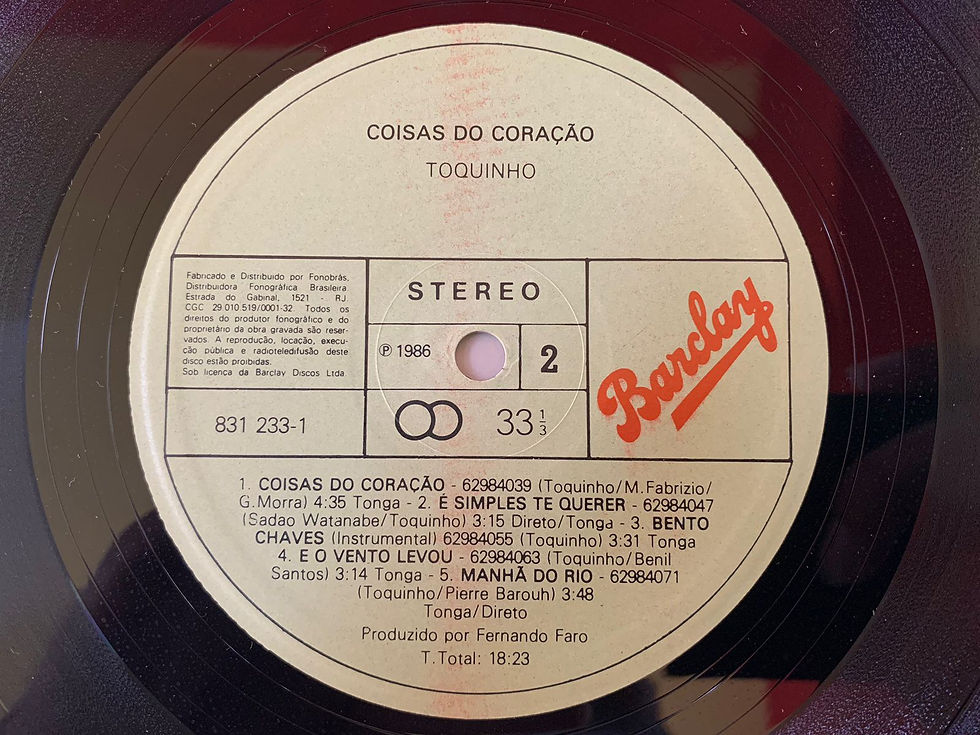 COISAS DO CORAÇÃO
TOQUINHO
Fabricado e Distribuido por Fonobrás,
Distribuidora Fonográfica Brasileira.
Estrada do Gabinal, 1521 - RJ.
CGC 29.010.519/0001-32. Todos os
direitos do produtor fonográfico e do
proprietário da obra gravada são reser-
vados. A reprodução, locacão, execu-
ção pública e radioteledifusão deste
disco estão proibidas.
Sob licença da Barclay Discos Ltda.
STEREO
℗ 1986
2
Barclay
831 233-1
33 1/3
1. COISAS DO CORAÇÃO - 62984039 (Toquinho/M.Fabrizio/
G.Morra) 4:35 Tonga - 2. É SIMPLES TE QUERER - 62984047
(Sadao Watanabe/Toquinho) 3:15 Direto/Tonga - 3. BENTO
CHAVES (Instrumental) 62984055 (Toquinho) 3:31 Tonga
4. E O VENTO LEVOU - 62984063 (Toquinho/Benil
Santos) 3:14 Tonga - 5. MANHÃ DO RIO - 62984071
(Toquinho/Pierre Barouh) 3:48
Tonga/Direto
Produzido por Fernando Faro
T.Total: 18:23